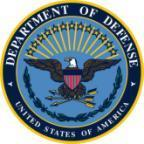 DEPARTMENT OF DEFENSE
UNITED STATES OF AMERICA